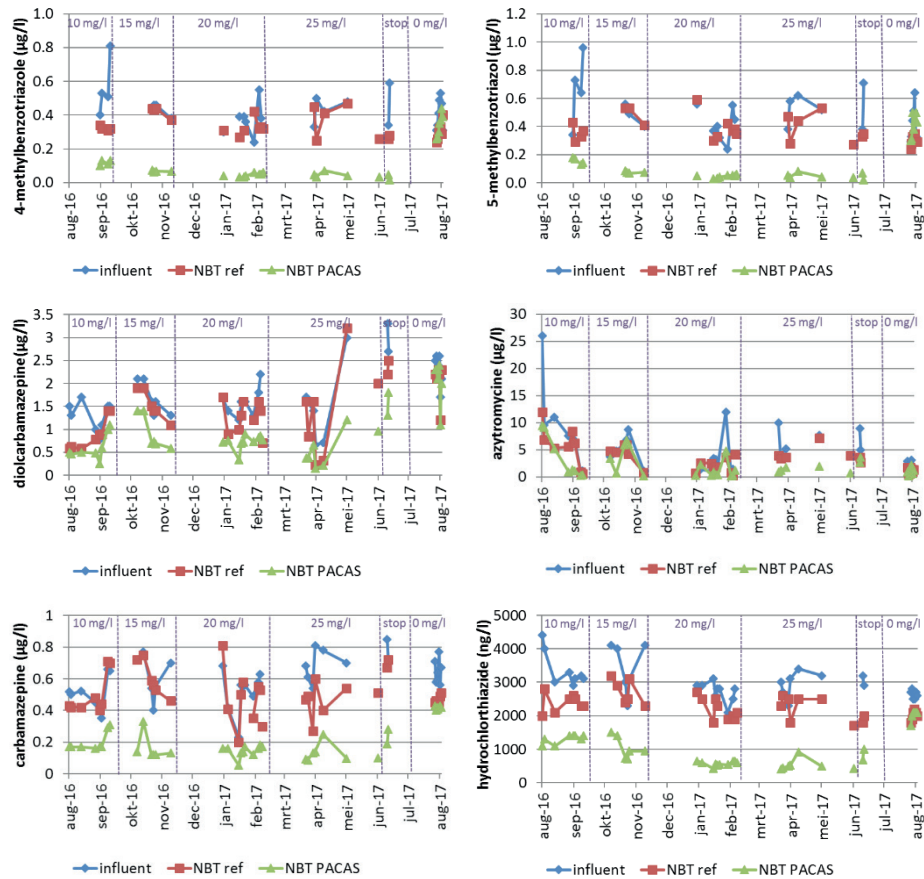 10 mg/l 15 mg/l 20 mg/l 25 mg/l stop 0 mg/l
4-methylbenzotriazole (µg/l)
1.0
0.8
0.6
0.4
0.2
0.0
aug-16 sep-16 okt-16 nov-16 dec-16 jan-17 feb-17 mrt-17 apr-17 mei-17 jun-17 jul-17 aug-17
influent NBT ref NBT PACAS
10 mg/l 15 mg/l 20 mg/l 25 mg/l stop 0 mg/l
5-methylbenzotriazol (µg/l)
1.2
1.0
0.8
0.6
0.4
0.2
0.0
aug-16 sep-16 okt-16 nov-16 dec-16 jan-17 feb-17 mrt-17 apr-17 mei-17 jun-17 jul-17 aug-17
influent NBT ref NBT PACAS
10 mg/l 15 mg/l 20 mg/l 25 mg/l stop 0 mg/l
diolcarbamazepine(µg/l)
3.5
3
2.5
2
1.5
1
0.5
0
aug-16 sep-16 okt-16 nov-16 dec-16 jan-17 feb-17 mrt-17 apr-17 mei-17 jun-17 jul-17 aug-17
influent NBT ref NBT PACAS
10 mg/l 15 mg/l 20 mg/l 25 mg/l stop 0 mg/l
azytromycine (µg/l)
30
25
20
15
10
5
0
aug-16 sep-16 okt-16 nov-16 dec-16 jan-17 feb-17 mrt-17 apr-17 mei-17 jun-17 jul-17 aug-17
influent NBT ref NBT PACAS
10 mg/l 15 mg/l 20 mg/l 25 mg/l stop 0 mg/l
carbamazepine (µg/l)
1
0.8
0.6
0.4
0.2
0
aug-16 sep-16 okt-16 nov-16 dec-16 jan-17 feb-17 mrt-17 apr-17 mei-17 jun-17 jul-17 aug-17
influent NBT ref NBT PACAS
10 mg/l 15 mg/l 20 mg/l 25 mg/l stop 0 mg/l
hydrochlorthiazide (ng/l)
5000
4000
3000
2000
1000
0
aug-16 sep-16 okt-16 nov-16 dec-16 jan-17 feb-17 mrt-17 apr-17 mei-17 jun-17 jul-17 aug-17
influent NBT ref NBT PACAS